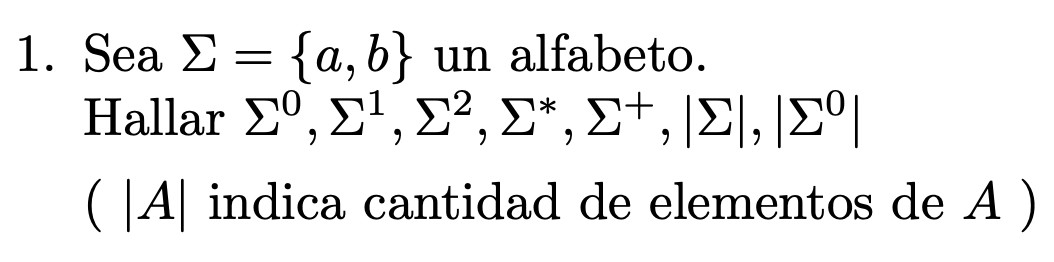 1. Sea Σ = {a, b} un alfabeto.
Hallar Σ⁰, Σ¹, Σ², Σ*, Σ⁺, |Σ|, |Σ⁰|
( |A| indica cantidad de elementos de A )